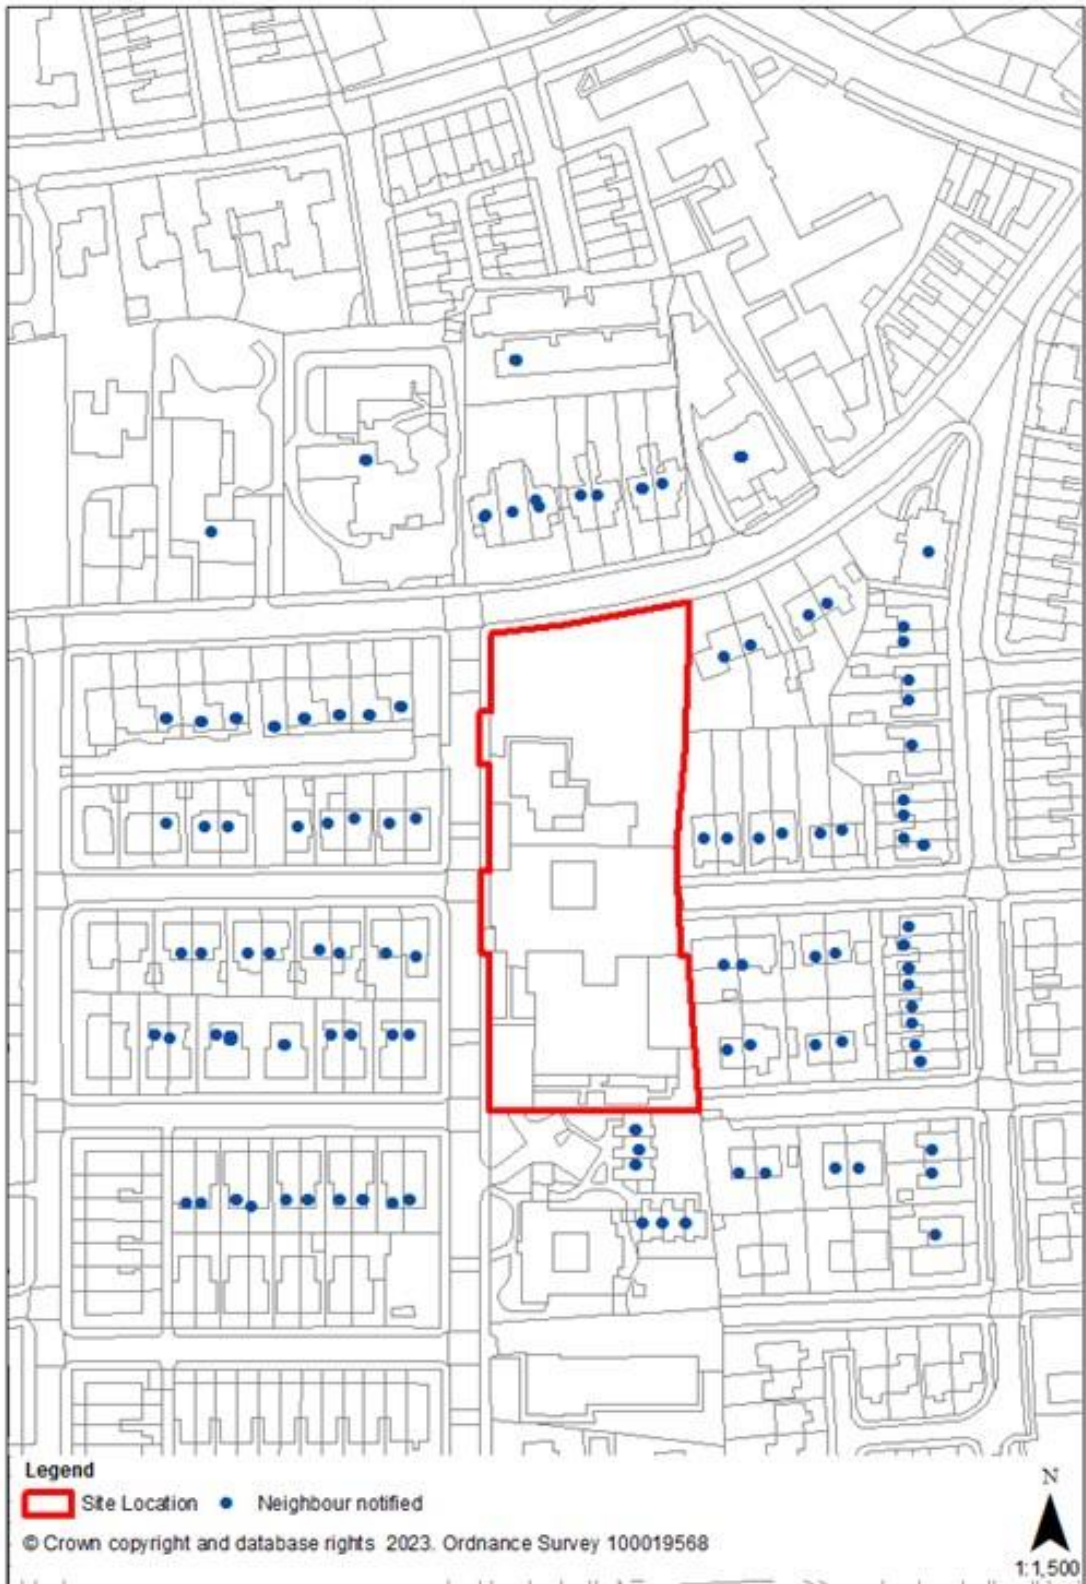 Legend
Site Location
Neighbour notified
© Crown copyright and database rights 2023. Ordnance Survey 100019568
N
1:1,500